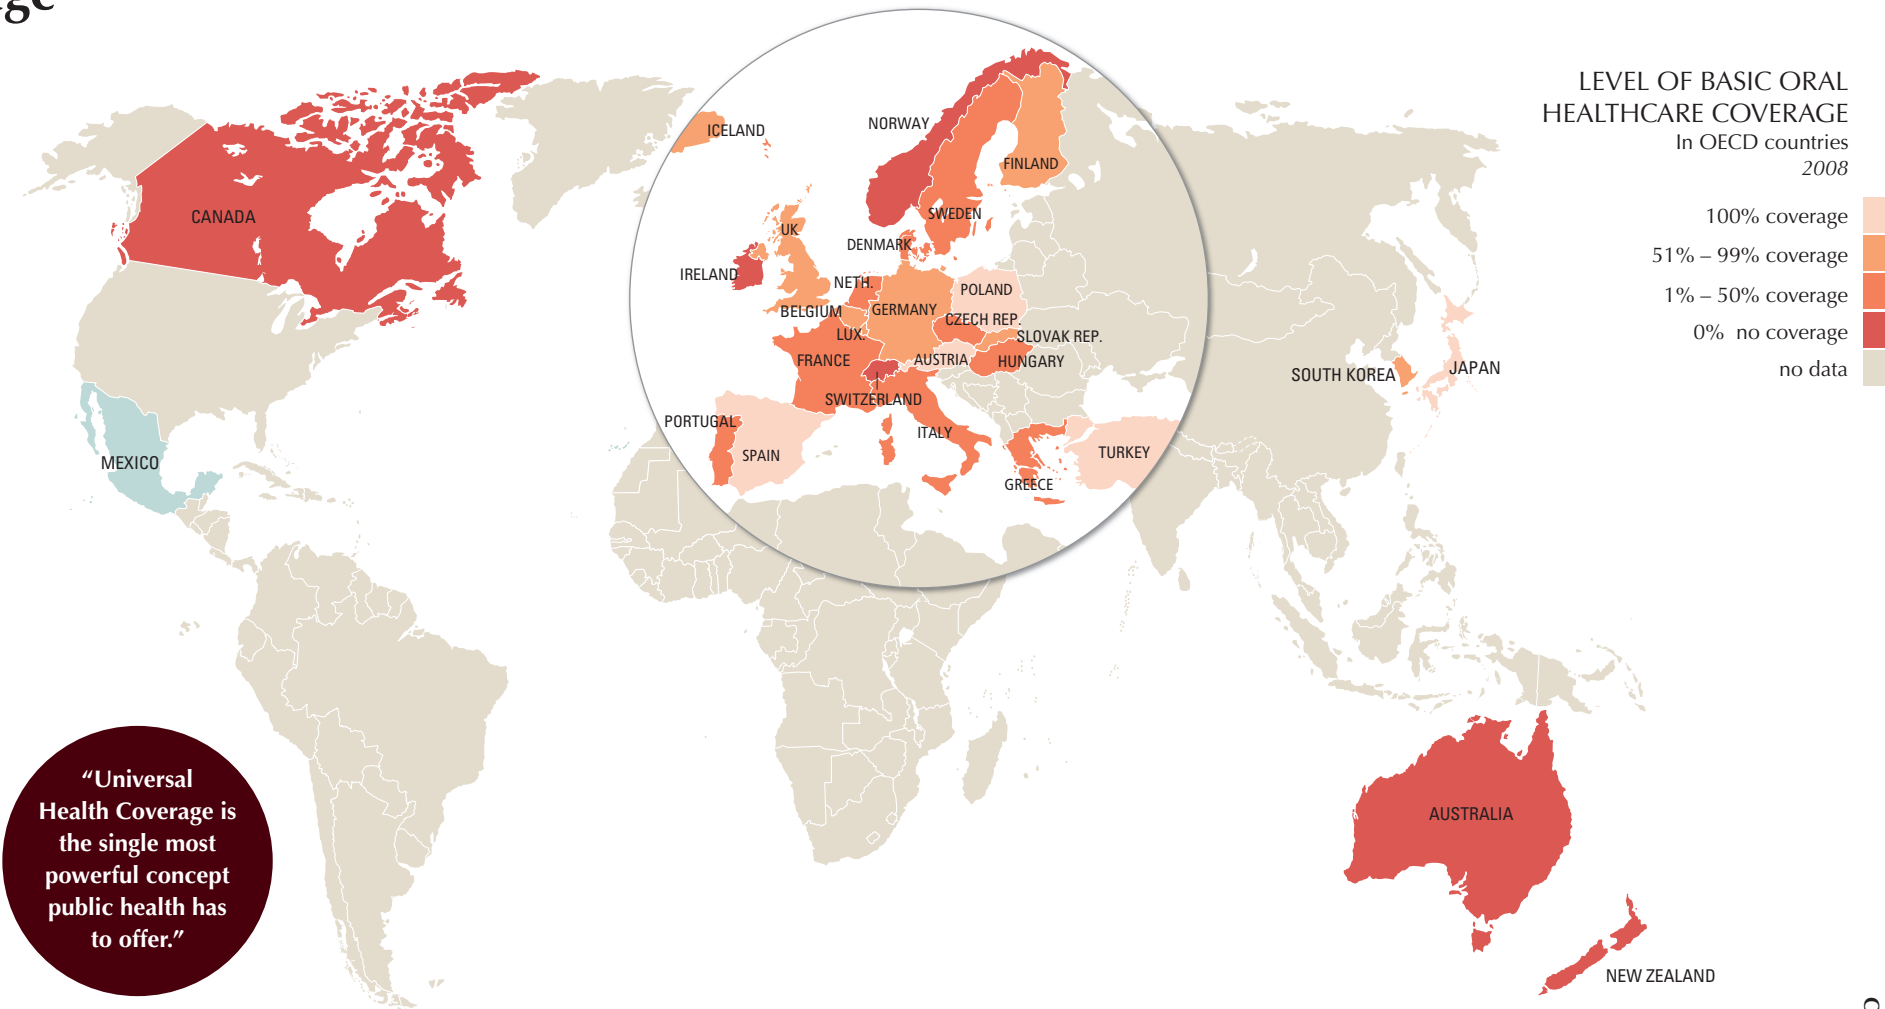 LEVEL OF BASIC ORAL
HEALTHCARE COVERAGE
In OECD countries
2008
100% coverage
51% – 99% coverage
1% – 50% coverage
0% no coverage
no data
ICELAND
NORWAY
FINLAND
SWEDEN
UK
DENMARK
IRELAND
NETH.
POLAND
BELGIUM
GERMANY
CZECH REP.
LUX.
SLOVAK REP.
FRANCE
AUSTRIA
HUNGARY
SWITZERLAND
PORTUGAL
ITALY
SPAIN
TURKEY
GREECE
CANADA
MEXICO
SOUTH KOREA
JAPAN
AUSTRALIA
NEW ZEALAND
“Universal
Health Coverage is
the single most
powerful concept
public health has
to offer.”